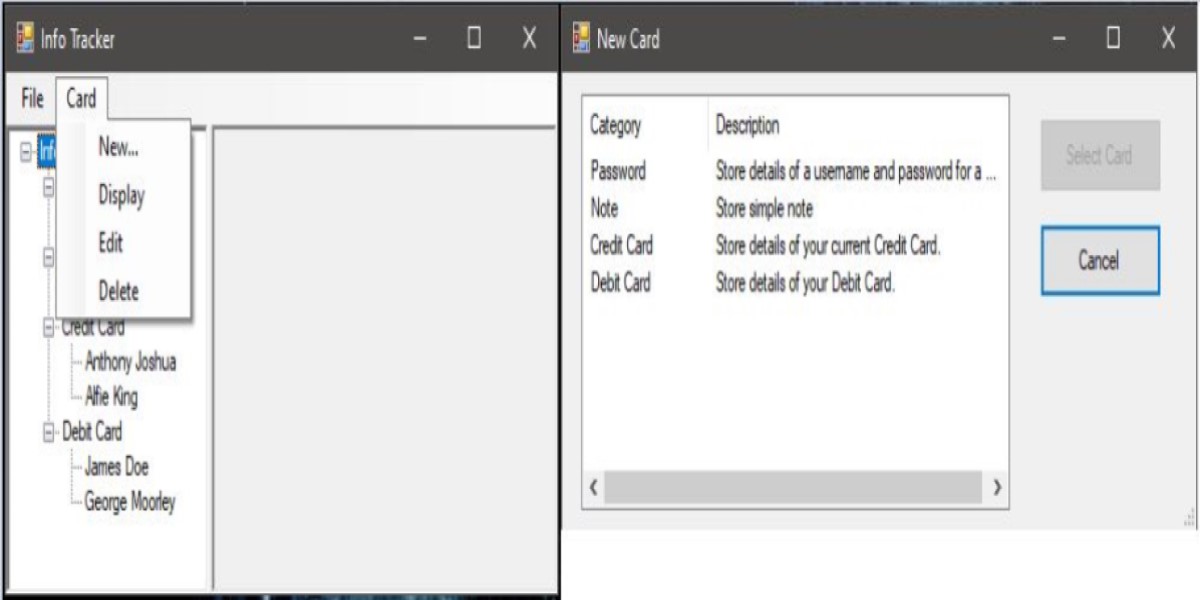 Info Tracker
File Card
New...
Display
Edit
Delete
Credit Card
Anthony Joshua
Alfie King
Debit Card
James Doe
George Moorley
New Card
Category Description
Password Store details of a username and password for a ...
Note Store simple note
Credit Card Store details of your current Credit Card.
Debit Card Store details of your Debit Card.
Select Card
Cancel